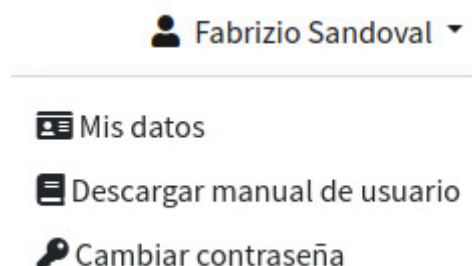 Fabrizio Sandoval
Mis datos
Descargar manual de usuario
Cambiar contraseña